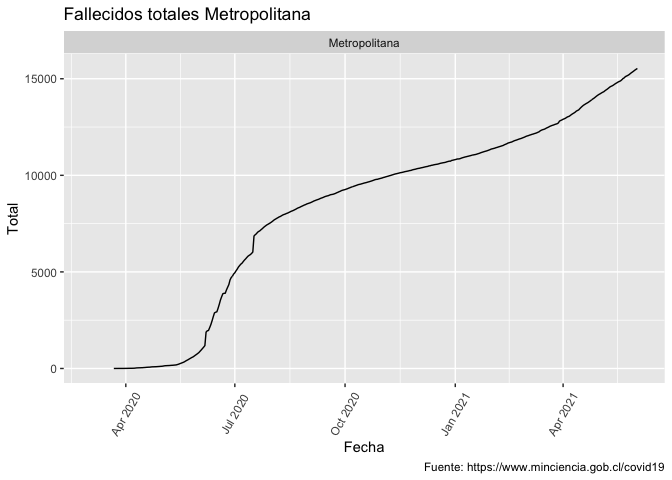 Fallecidos totales Metropolitana
Metropolitana
15000
10000
5000
0
Total
Apr 2020
Jul 2020
Oct 2020
Jan 2021
Apr 2021
Fecha
Fuente: https://www.minciencia.gob.cl/covid19